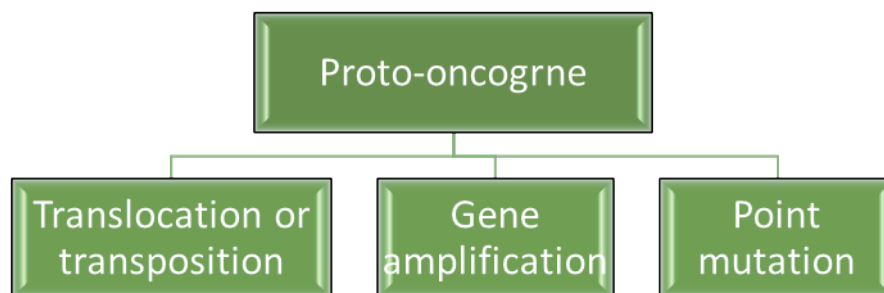 Proto-oncogrne
Translocation or
transposition
Gene
amplification
Point
mutation